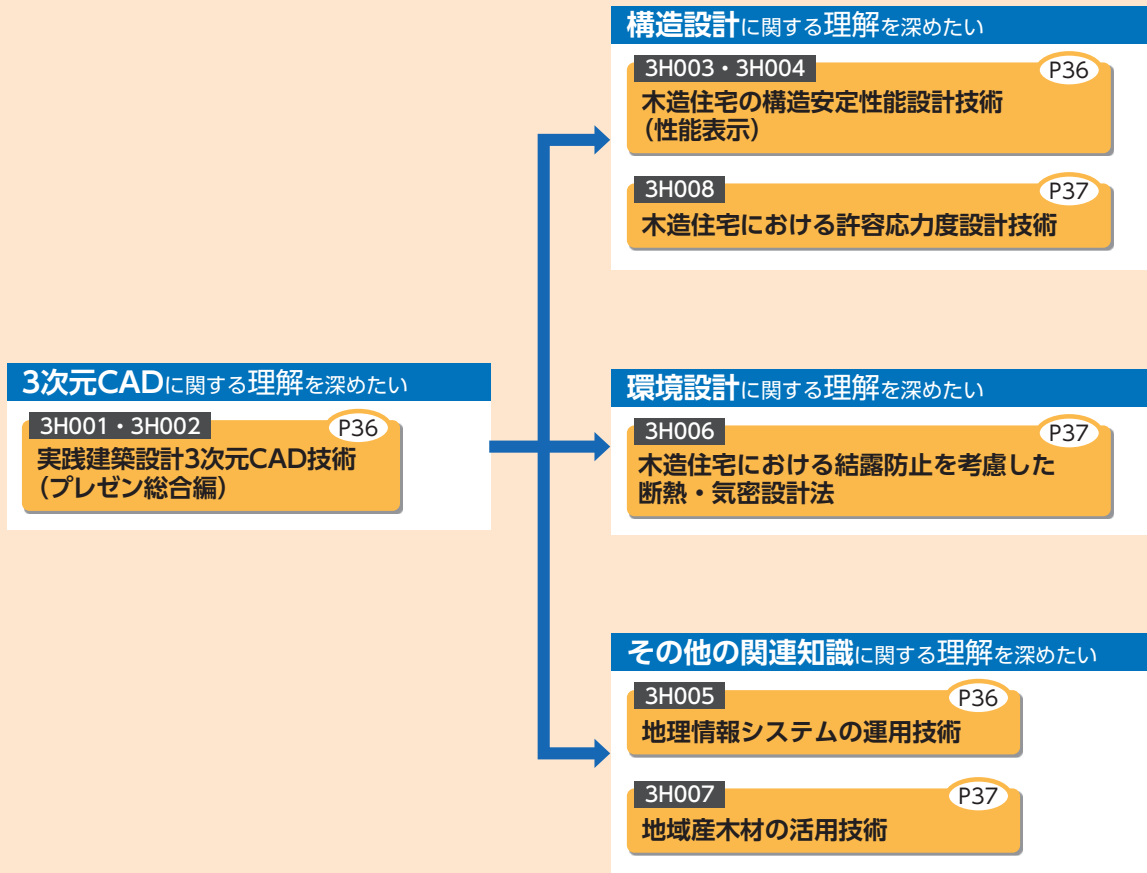 構造設計に関する理解を深めたい
3H003・3H004
P36
木造住宅の構造安定性能設計技術
（性能表示）
3H008
P37
木造住宅における許容応力度設計技術
3次元CADに関する理解を深めたい
3H001・3H002
P36
実践建築設計3次元CAD技術
（プレゼン総合編）
環境設計に関する理解を深めたい
3H006
P37
木造住宅における結露防止を考慮した
断熱・気密設計法
その他の関連知識に関する理解を深めたい
3H005
P36
地理情報システムの運用技術
3H007
P37
地域産木材の活用技術